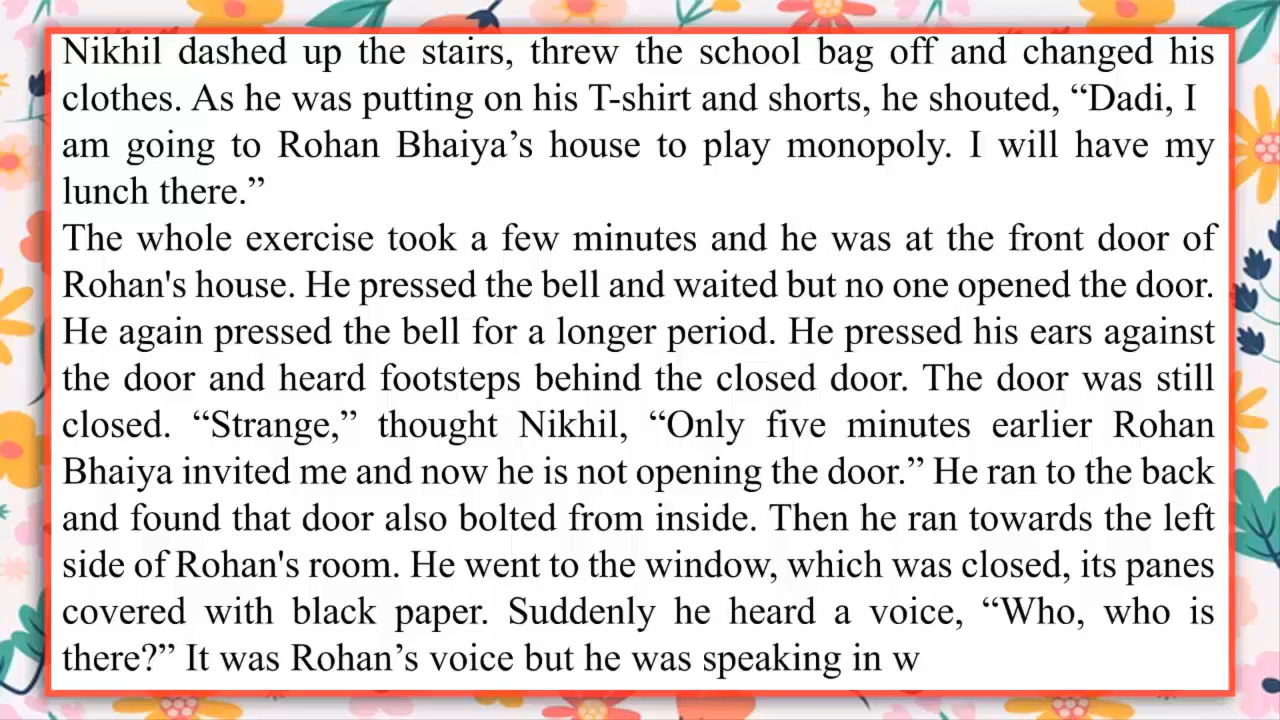 Nikhil dashed up the stairs, threw the school bag off and changed his
clothes. As he was putting on his T-shirt and shorts, he shouted, “Dadi, I
am going to Rohan Bhaiya’s house to play monopoly. I will have my
lunch there.”
The whole exercise took a few minutes and he was at the front door of
Rohan's house. He pressed the bell and waited but no one opened the door.
He again pressed the bell for a longer period. He pressed his ears against
the door and heard footsteps behind the closed door. The door was still
closed. “Strange,” thought Nikhil, “Only five minutes earlier Rohan
Bhaiya invited me and now he is not opening the door.” He ran to the back
and found that door also bolted from inside. Then he ran towards the left
side of Rohan's room. He went to the window, which was closed, its panes
covered with black paper. Suddenly he heard a voice, “Who, who is
there?” It was Rohan’s voice but he was speaking in w